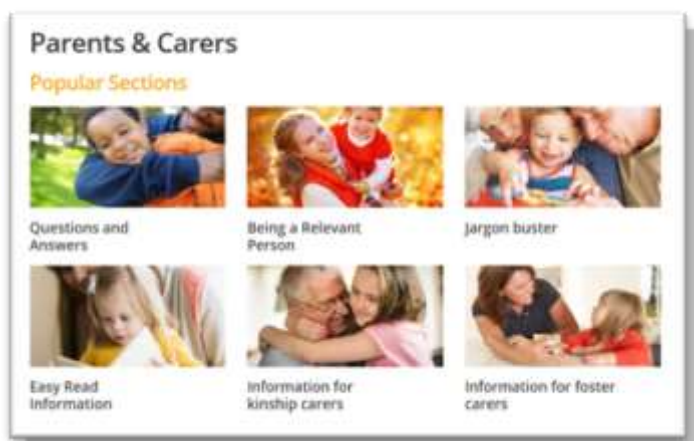 Parents & Carers
Popular Sections
Questions and
Answers
Being a Relevant
Person
Jargon buster
Easy Read
Information
Information for
kinship carers
Information for foster
carers